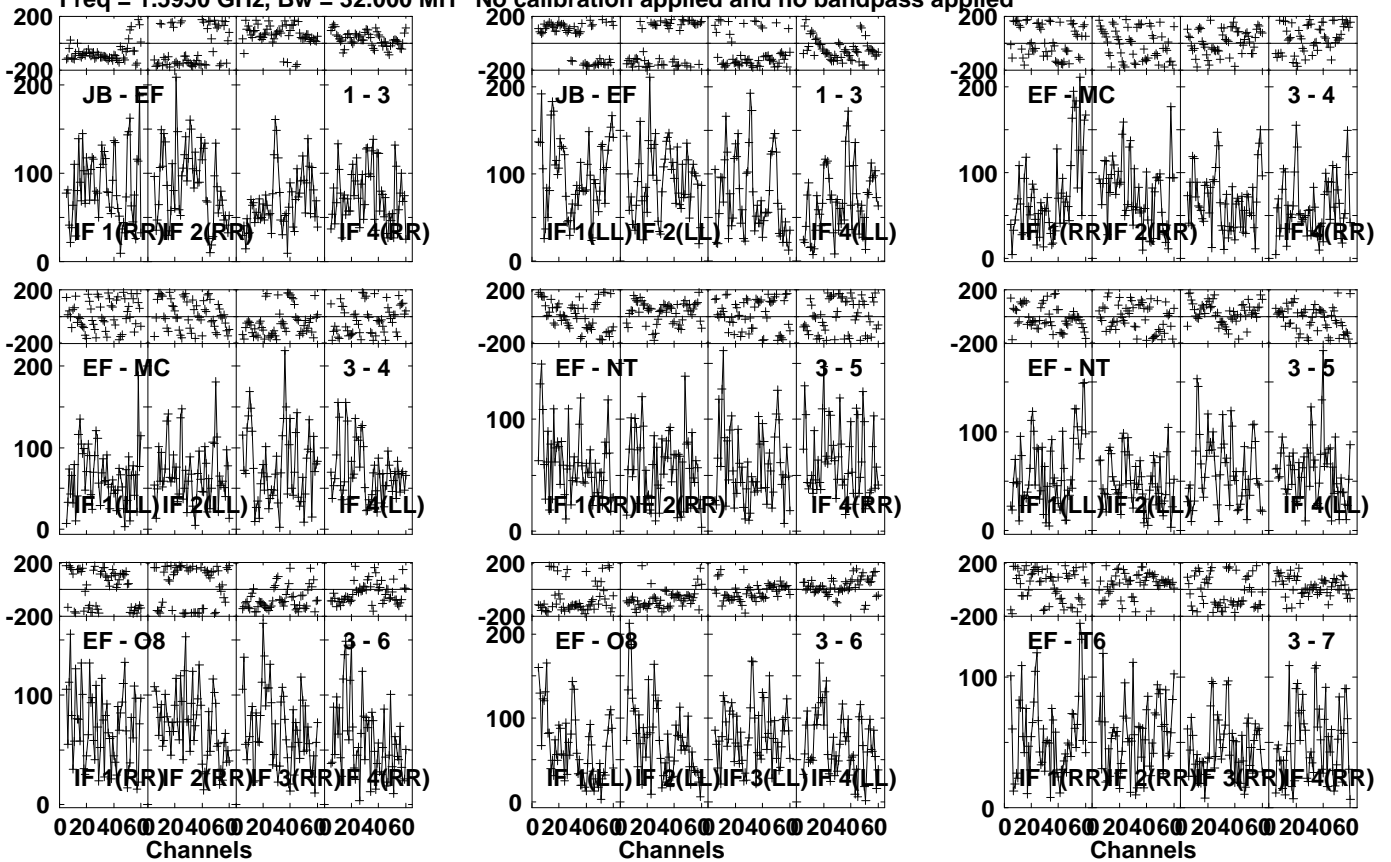 Freq = 1.5950 GHz, Bw = 32.000 MH No calibration applied and no bandpass applied
200
-200
200
100
0
JB - EF 1 - 3
IF 1(RR) IF 2(RR) IF 4(RR)
200
-200
200
100
0
JB - EF 1 - 3
IF 1(LL) IF 2(LL) IF 4(LL)
200
-200
200
100
0
EF - MC 3 - 4
IF 1(RR) IF 2(RR) IF 4(RR)
200
-200
200
100
0
EF - MC 3 - 4
IF 1(LL) IF 2(LL) IF 4(LL)
200
-200
100
0
EF - NT 3 - 5
IF 1(RR) IF 2(RR) IF 4(RR)
200
-200
100
0
EF - NT 3 - 5
IF 1(LL) IF 2(LL) IF 4(LL)
200
-200
100
0
EF - O8 3 - 6
IF 1(RR) IF 2(RR) IF 3(RR) IF 4(RR)
0 20 40 60 0 20 40 60 0 20 40 60 0 20 40 60
Channels
200
-200
200
100
0
EF - O8 3 - 6
IF 1(LL) IF 2(LL) IF 3(LL) IF 4(LL)
0 20 40 60 0 20 40 60 0 20 40 60 0 20 40 60
Channels
200
-200
100
0
EF - T6 3 - 7
IF 1(RR) IF 2(RR) IF 3(RR) IF 4(RR)
0 20 40 60 0 20 40 60 0 20 40 60 0 20 40 60
Channels